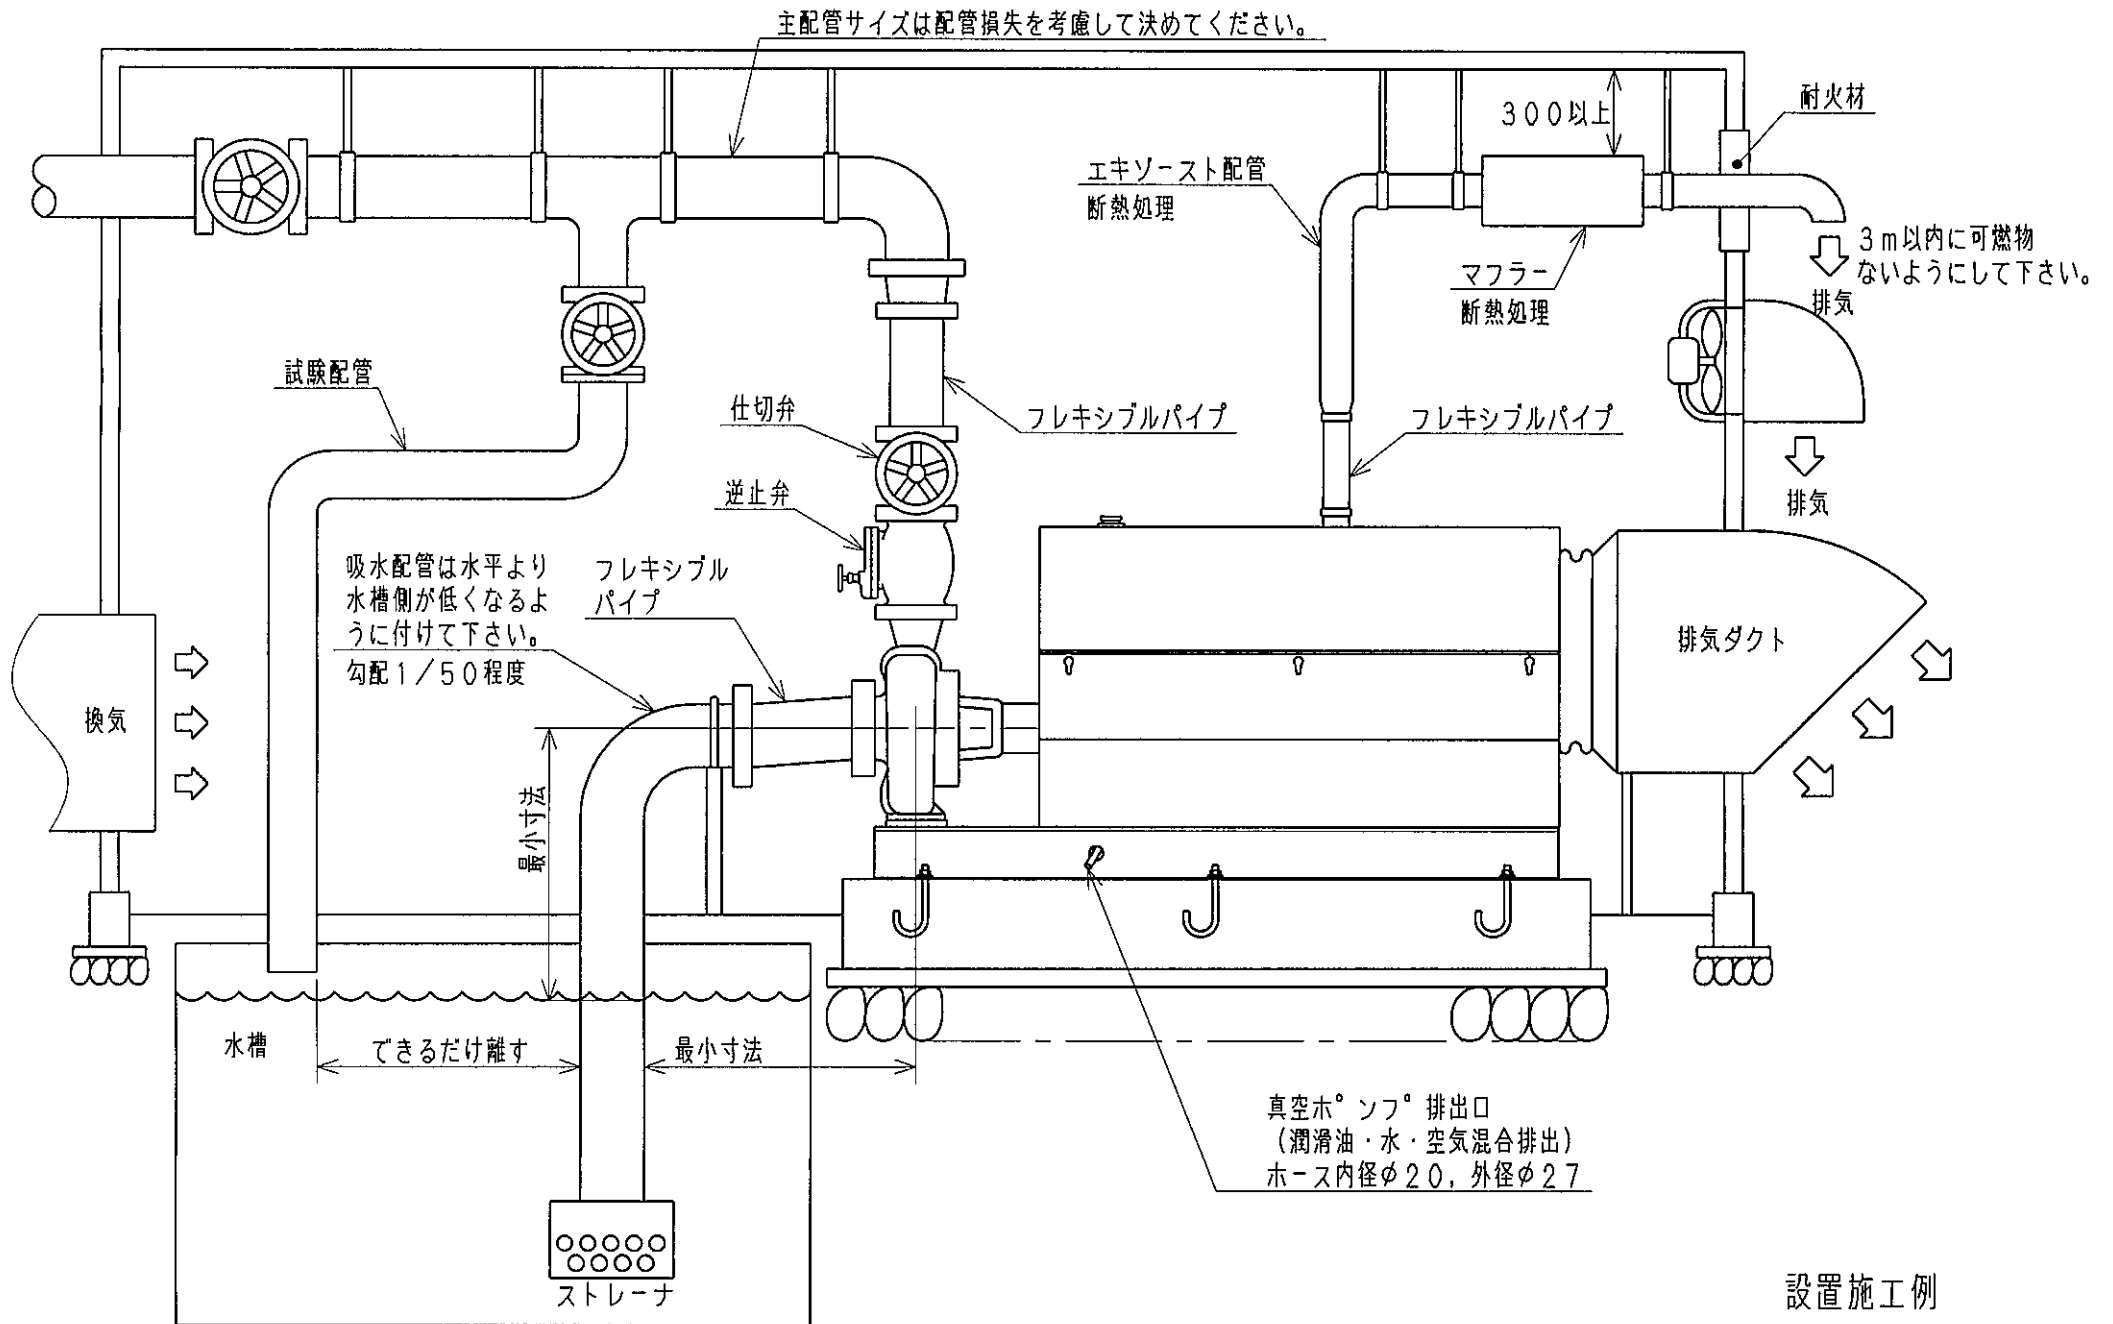 主配管サイズは配管損失を考慮して決めてください。
300以上
耐火材
エキゾースト配管
断熱処理
マフラー
断熱処理
3m以内に可燃物
ないようにして下さい。
排気
試験配管
仕切弁
フレキシブルパイプ
フレキシブルパイプ
排気
逆止弁
吸水配管は水平より
水槽側が低くなるよ
うに付けて下さい。
勾配1/50程度
フレキシブル
パイプ
排気ダクト
換気
最小寸法
水槽
できるだけ離す
最小寸法
真空ポンプ排出口
(潤滑油・水・空気混合排出)
ホース内径φ20,外径φ27
ストレーナ
設置施工例